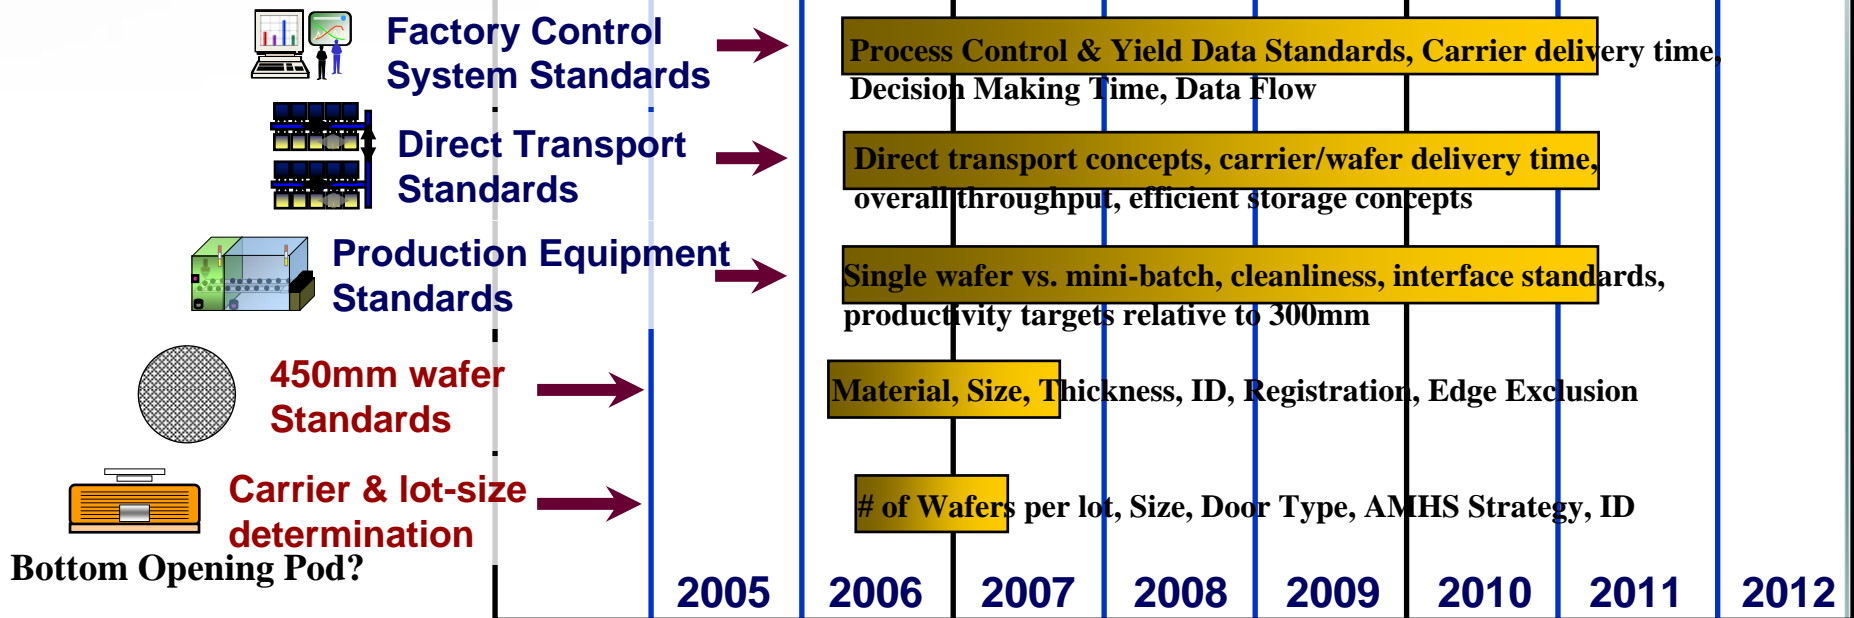 Factory Control
System Standards
Process Control & Yield Data Standards, Carrier delivery time,
Decision Making Time, Data Flow
Direct Transport
Standards
Direct transport concepts, carrier/wafer delivery time,
overall throughput, efficient storage concepts
Production Equipment
Standards
Single wafer vs. mini-batch, cleanliness, interface standards,
productivity targets relative to 300mm
450mm wafer
Standards
Material, Size, Thickness, ID, Registration, Edge Exclusion
Carrier & lot-size
determination
# of Wafers per lot, Size, Door Type, AMHS Strategy, ID
Bottom Opening Pod?
2005 2006 2007 2008 2009 2010 2011 2012